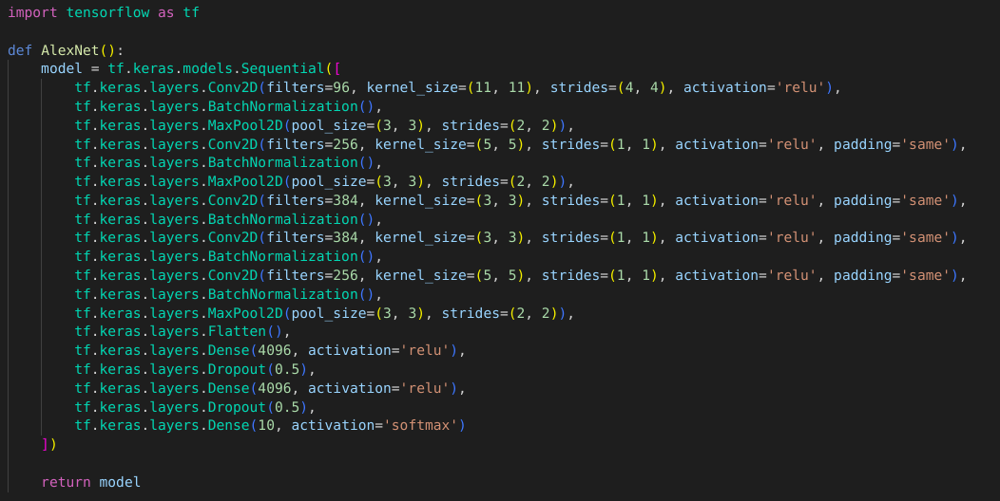 import tensorflow as tf
def AlexNet():
    model = tf.keras.models.Sequential([
        tf.keras.layers.Conv2D(filters=96, kernel_size=(11, 11), strides=(4, 4), activation='relu'),
        tf.keras.layers.BatchNormalization(),
        tf.keras.layers.MaxPool2D(pool_size=(3, 3), strides=(2, 2)),
        tf.keras.layers.Conv2D(filters=256, kernel_size=(5, 5), strides=(1, 1), activation='relu', padding='same'),
        tf.keras.layers.BatchNormalization(),
        tf.keras.layers.MaxPool2D(pool_size=(3, 3), strides=(2, 2)),
        tf.keras.layers.Conv2D(filters=384, kernel_size=(3, 3), strides=(1, 1), activation='relu', padding='same'),
        tf.keras.layers.BatchNormalization(),
        tf.keras.layers.Conv2D(filters=384, kernel_size=(3, 3), strides=(1, 1), activation='relu', padding='same'),
        tf.keras.layers.BatchNormalization(),
        tf.keras.layers.Conv2D(filters=256, kernel_size=(5, 5), strides=(1, 1), activation='relu', padding='same'),
        tf.keras.layers.BatchNormalization(),
        tf.keras.layers.MaxPool2D(pool_size=(3, 3), strides=(2, 2)),
        tf.keras.layers.Flatten(),
        tf.keras.layers.Dense(4096, activation='relu'),
        tf.keras.layers.Dropout(0.5),
        tf.keras.layers.Dense(4096, activation='relu'),
        tf.keras.layers.Dropout(0.5),
        tf.keras.layers.Dense(10, activation='softmax')
    ])
    return model